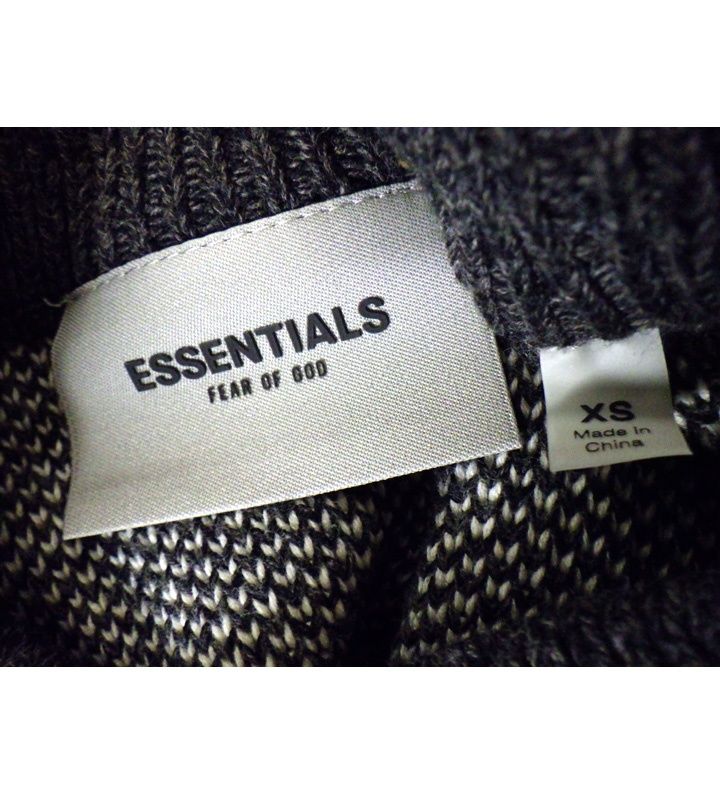 ESSENTIALS
FEAR OF GOD
XS
Made in
China